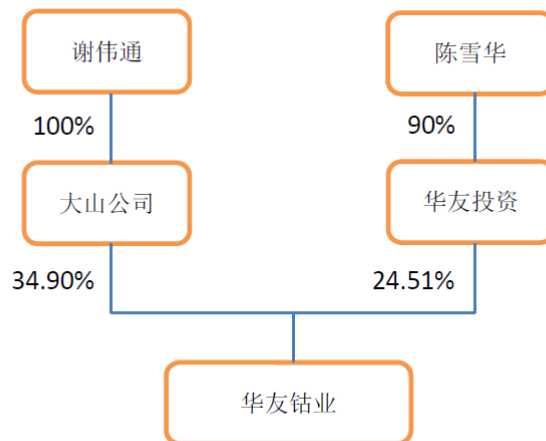 谢伟通
陈雪华
100%
90%
大山公司
华友投资
34.90%
24.51%
华友钴业